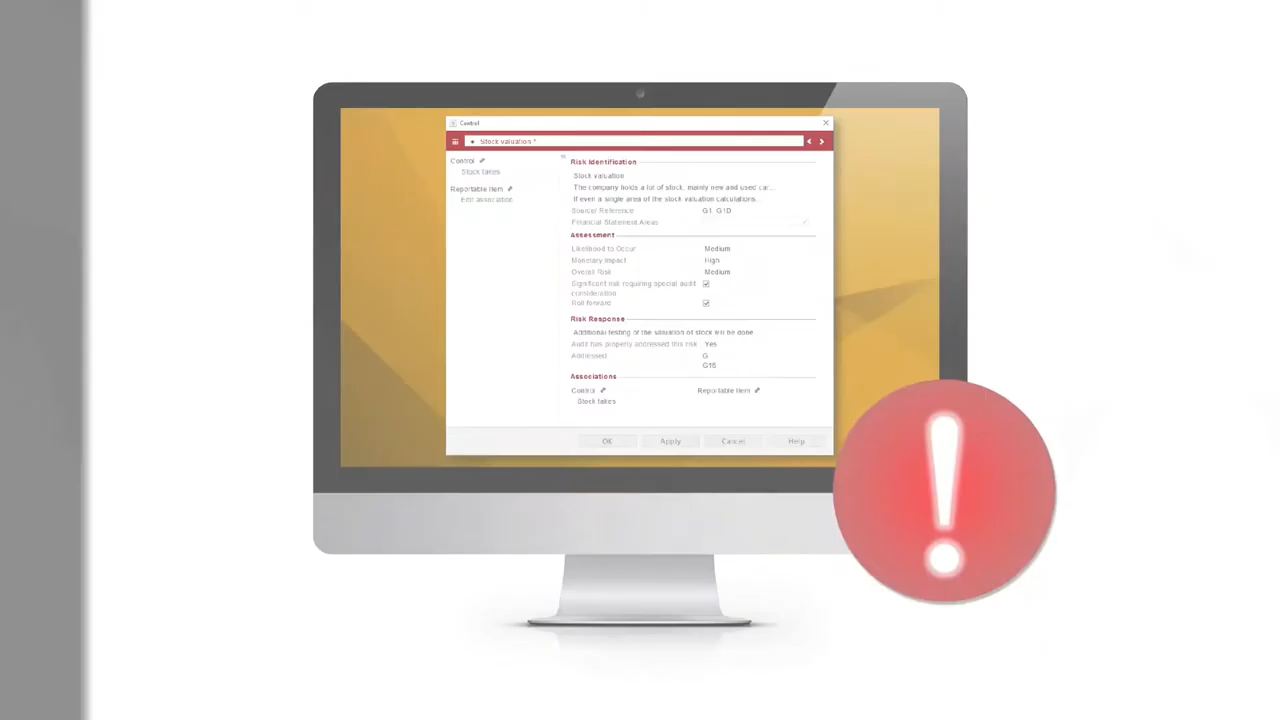 Control
Stock valuation *
Control
Stock takes
Reportable Item
Edit association
Risk Identification
Stock valuation
The company holds a lot of stock, mainly new and used car...
If even a single area of the stock valuation calculations...
Source/ Reference G1 G1D
Financial Statement Areas
Assessment
Likelihood to Occur Medium
Monetary Impact High
Overall Risk Medium
Significant risk requiring special audit
consideration
Roll forward
Risk Response
Additional testing of the valuation of stock will be done
Audit has properly addressed this risk Yes
Addressed G
G15
Associations
Control Reportable Item
Stock takes
OK Apply Cancel Help
!